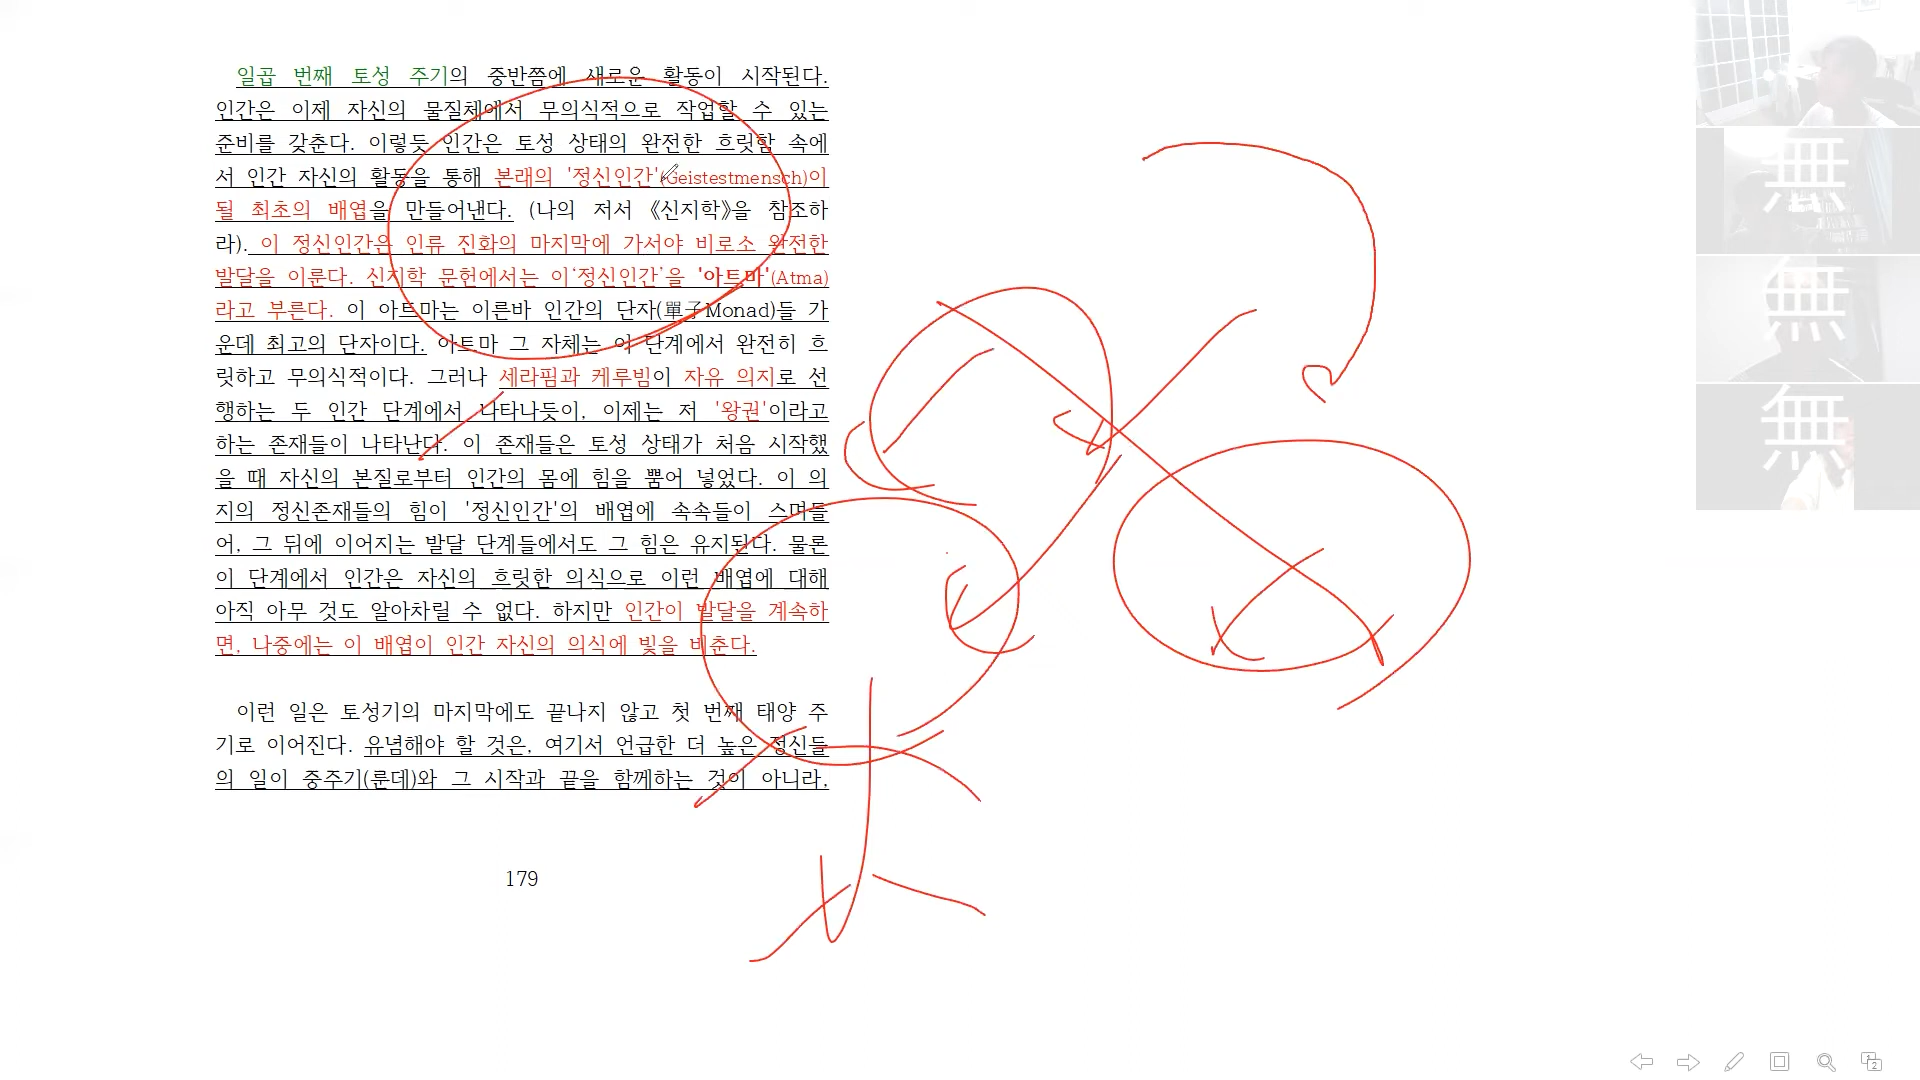 일곱 번째 토성 주기의 중반쯤에 새로운 활동이 시작된다.
인간은 이제 자신의 물질체에서 무의식적으로 작업할 수 있는
준비를 갖춘다. 이렇듯 인간은 토성 상태의 완전한 흐릿함 속에
서 인간 자신의 활동을 통해 본래의 '정신인간'(Geistestmensch)이
될 최초의 배엽을 만들어낸다. (나의 저서 《신지학》을 참조하
라). 이 정신인간은 인류 진화의 마지막에 가서야 비로소 완전한
발달을 이룬다. 신지학 문헌에서는 이‘정신인간’을 '아트마'(Atma)
라고 부른다. 이 아트마는 이른바 인간의 단자(單子Monad)들 가
운데 최고의 단자이다. 아트마 그 자체는 이 단계에서 완전히 흐
릿하고 무의식적이다. 그러나 세라핌과 케루빔이 자유 의지로 선
행하는 두 인간 단계에서 나타나듯이, 이제는 저 '왕권'이라고
하는 존재들이 나타난다. 이 존재들은 토성 상태가 처음 시작했
을 때 자신의 본질로부터 인간의 몸에 힘을 뿜어 넣었다. 이 의
지의 정신존재들의 힘이 '정신인간'의 배엽에 속속들이 스며들
어, 그 뒤에 이어지는 발달 단계들에서도 그 힘은 유지된다. 물론
이 단계에서 인간은 자신의 흐릿한 의식으로 이런 배엽에 대해
아직 아무 것도 알아차릴 수 없다. 하지만 인간이 발달을 계속하
면, 나중에는 이 배엽이 인간 자신의 의식에 빛을 비춘다.
이런 일은 토성기의 마지막에도 끝나지 않고 첫 번째 태양 주
기로 이어진다. 유념해야 할 것은, 여기서 언급한 더 높은 정신들
의 일이 중주기(룬데)와 그 시작과 끝을 함께하는 것이 아니라,
179
無
無
無